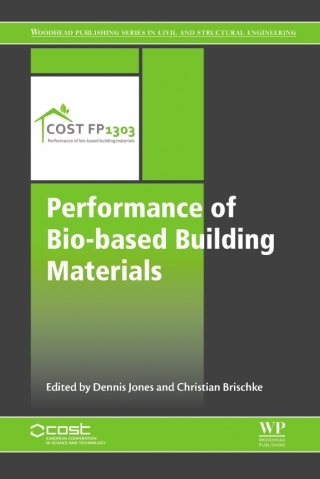 WOODHEAD PUBLISHING SERIES IN CIVIL AND STRUCTURAL ENGINEERING
COST FP1303
Performance of bio-based building materials
Performance of
Bio-based Building
Materials
Edited by Dennis Jones and Christian Brischke
cost
EUROPEAN COOPERATION
IN SCIENCE AND TECHNOLOGY
WP
WOODHEAD
PUBLISHING